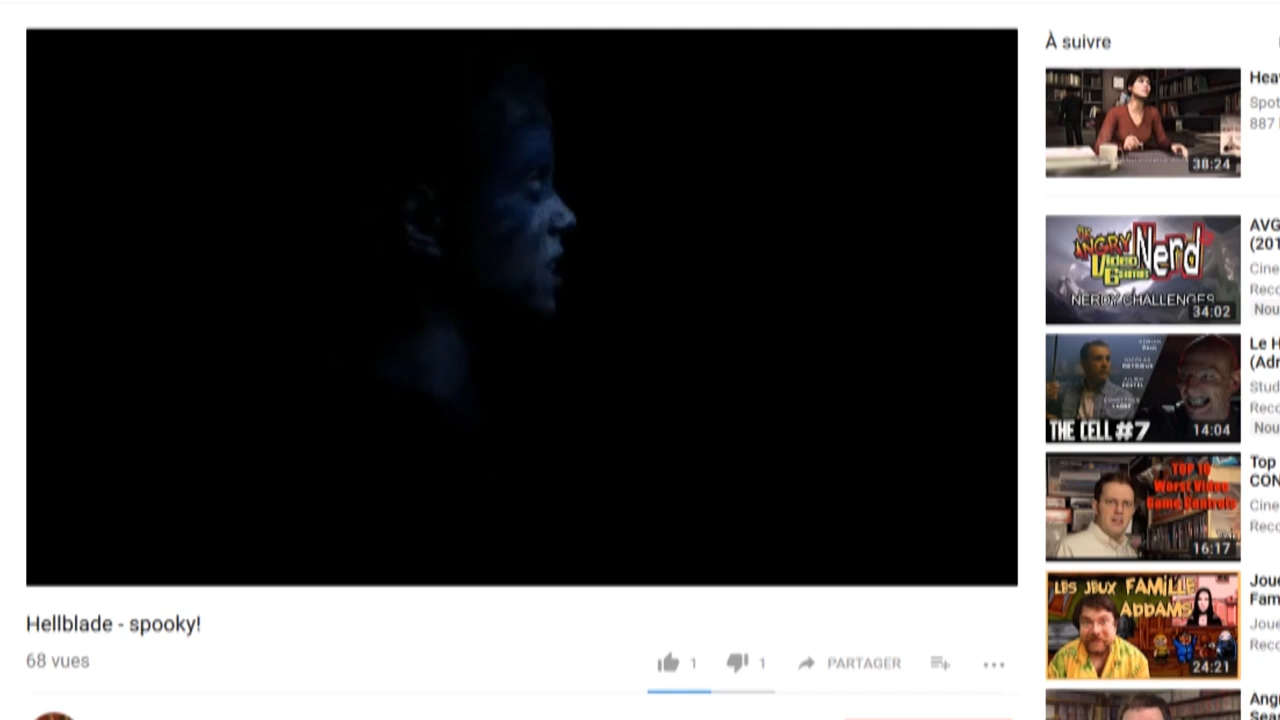 À suivre
Hea
Spot
887
38:24
AVG
(201
Cine
Reco
Nou
THE ANGRY Video Game Nerd
NERDY CHALLENGES
34:02
Le H
(Adr
Stud
Reco
Nou
THE CELL #7
14:04
Top
CON
Cine
Reco
TOP 10
Worst Video
Game Controls
16:17
Joue
Fam
Joue
Reco
LES JEUX FAMILLE
ADDAMS
24:21
Angr
Hellblade - spooky!
68 vues
1
1
PARTAGER